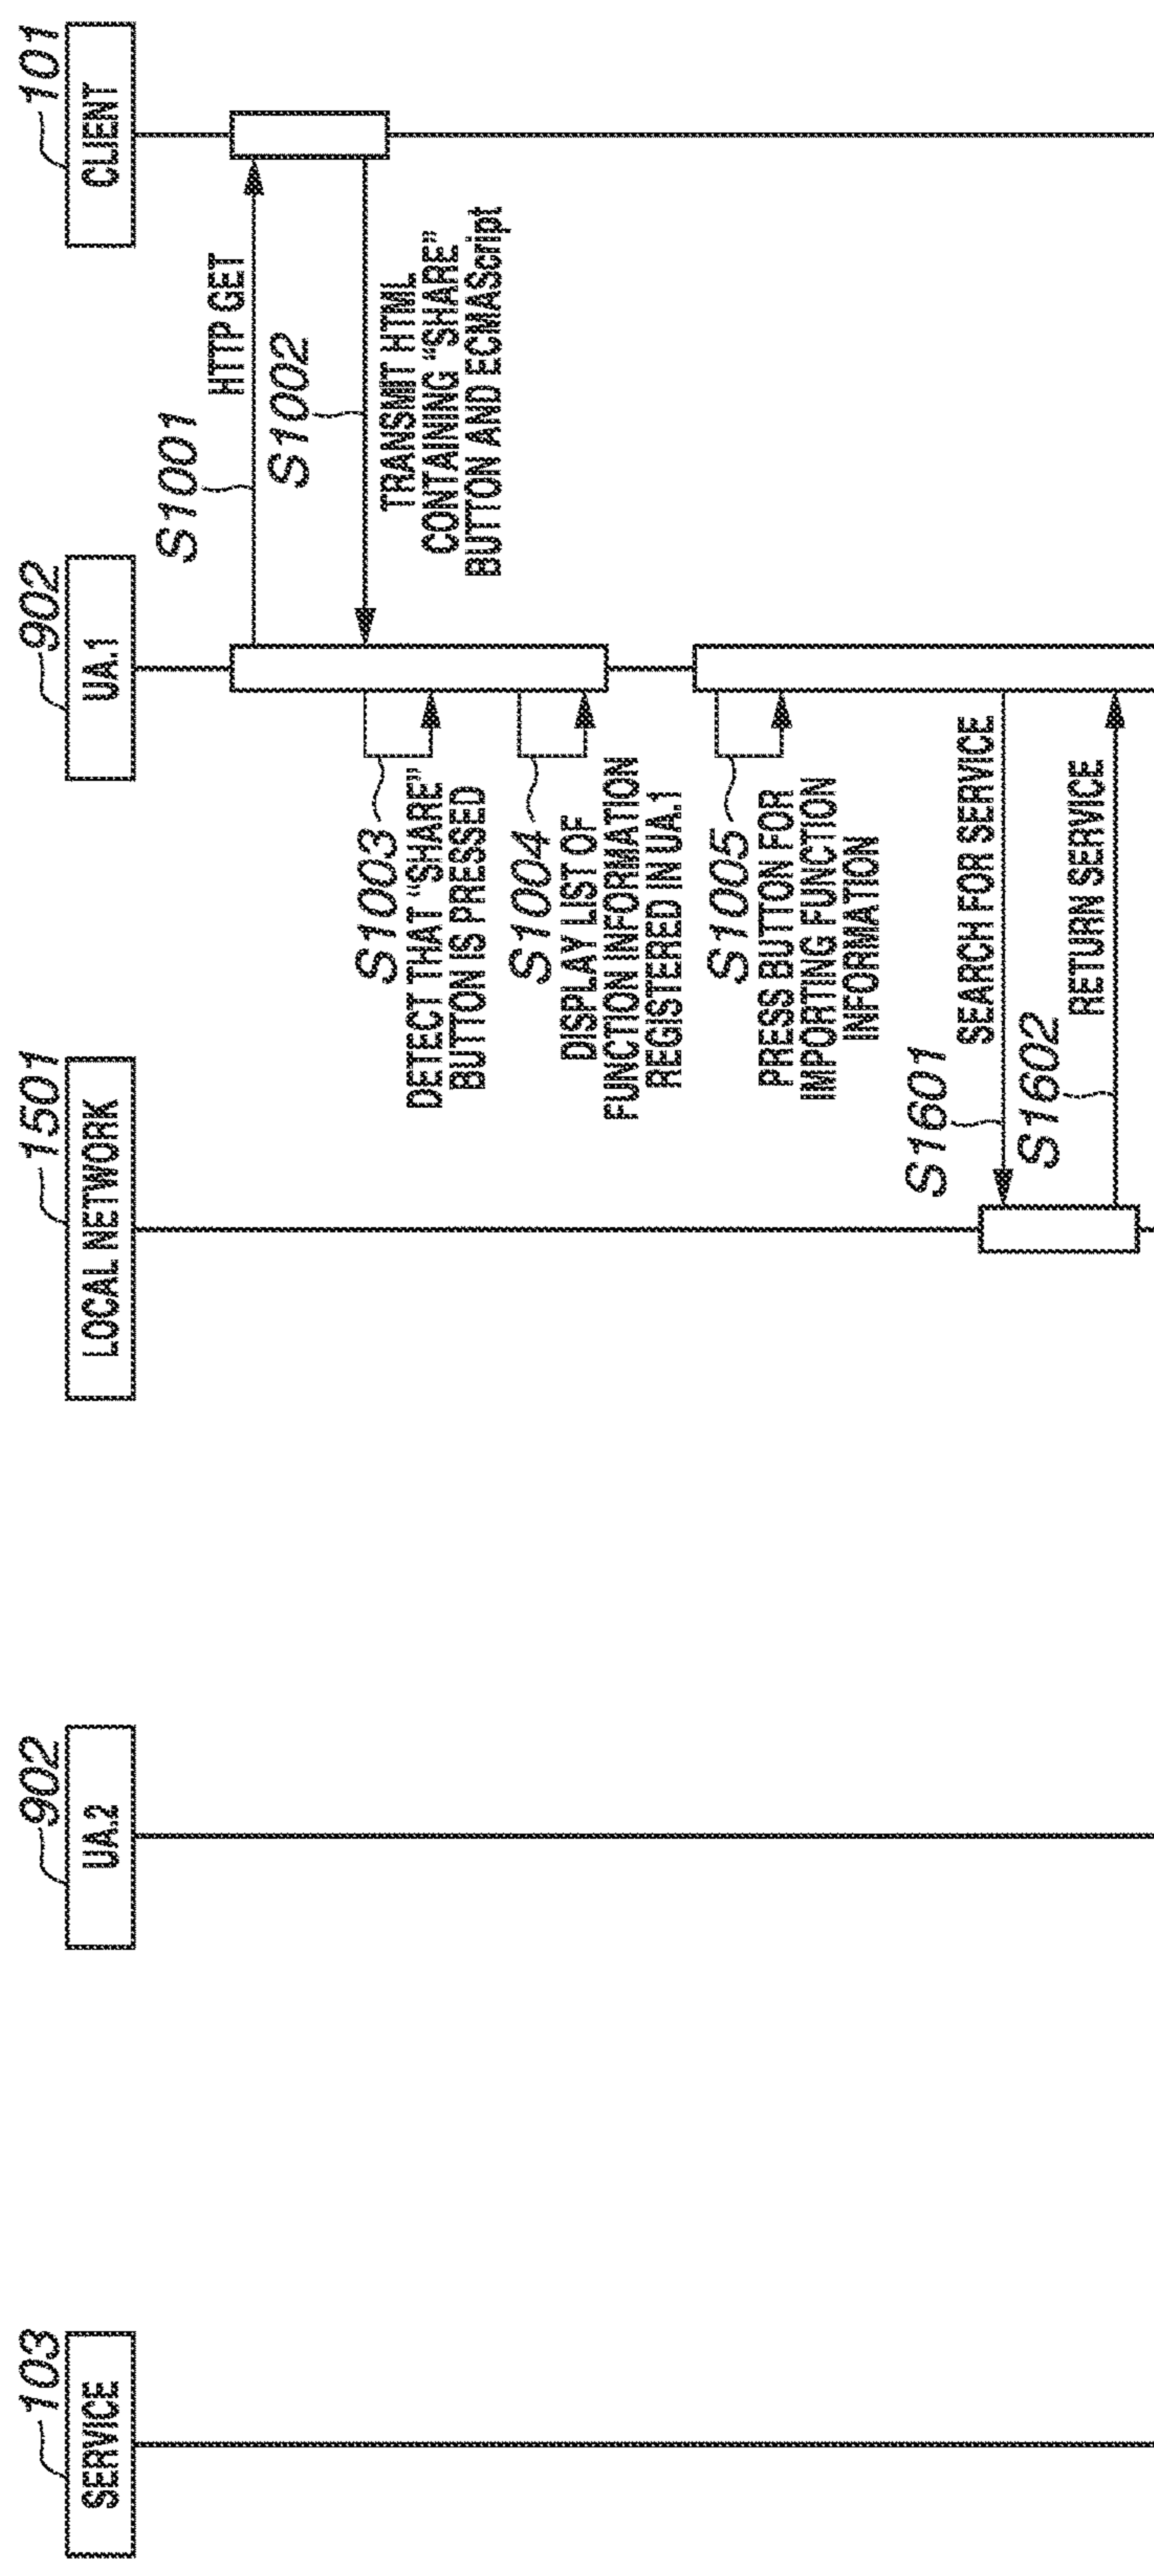 103
SERVICE
902
UA.2
1501
LOCAL NETWORK
902
UA.1
101
CLIENT
S1001
HTTP GET
S1002
TRANSMIT HTML
CONTAINING "SHARE"
BUTTON AND ECMAScript
S1003
DETECT THAT "SHARE"
BUTTON IS PRESSED
S1004
DISPLAY LIST OF
FUNCTION INFORMATION
REGISTERED IN UA.1
S1005
PRESS BUTTON FOR
IMPORTING FUNCTION
INFORMATION
S1601
SEARCH FOR SERVICE
S1602
RETURN SERVICE